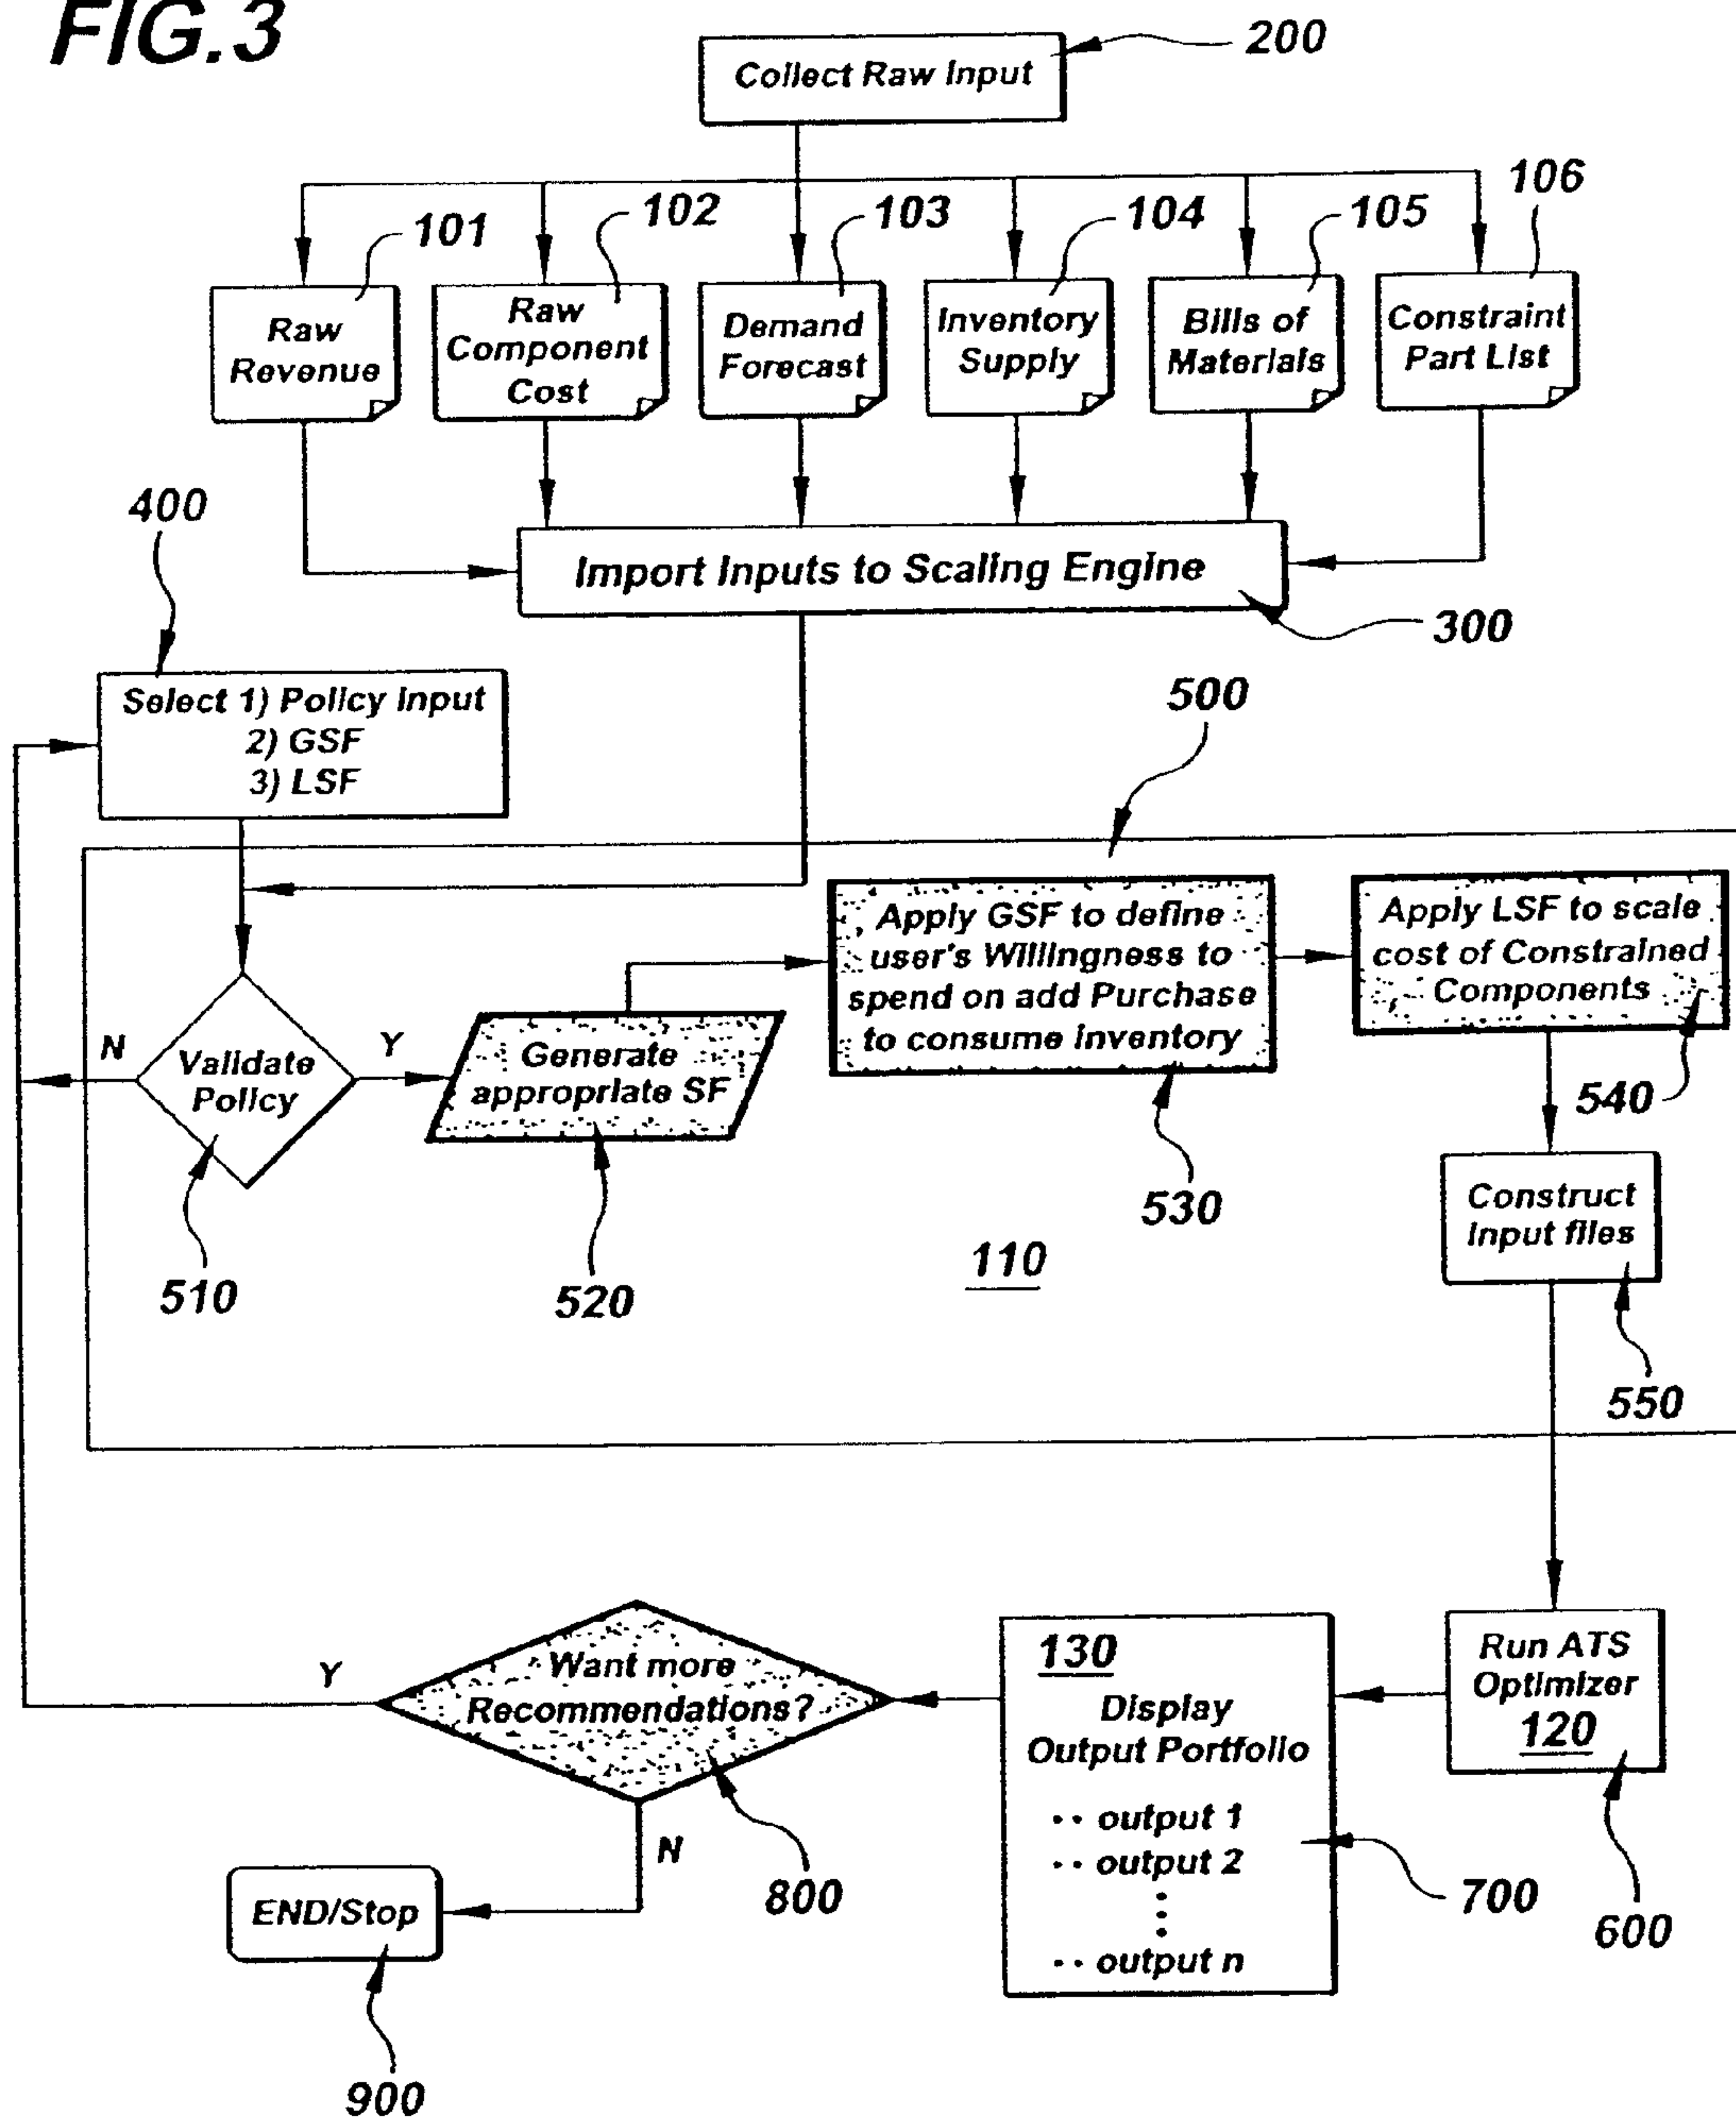 FIG.3
Collect Raw Input
200
101
102
103
104
105
106
Raw
Revenue
Raw
Component
Cost
Demand
Forecast
Inventory
Supply
Bills of
Materials
Constraint
Part List
400
Import Inputs to Scaling Engine
300
Select 1) Policy Input
2) GSF
3) LSF
500
Apply GSF to define
user's Willingness to
spend on add Purchase
to consume inventory
Apply LSF to scale
cost of Constrained
Components
N
Validate
Policy
Y
Generate
appropriate SF
540
510
520
530
110
Construct
Input files
550
Y
Want more
Recommendations?
N
800
130
Display
Output Portfolio
·· output 1
·· output 2
·· output n
700
Run ATS
Optimizer
120
600
END/Stop
900